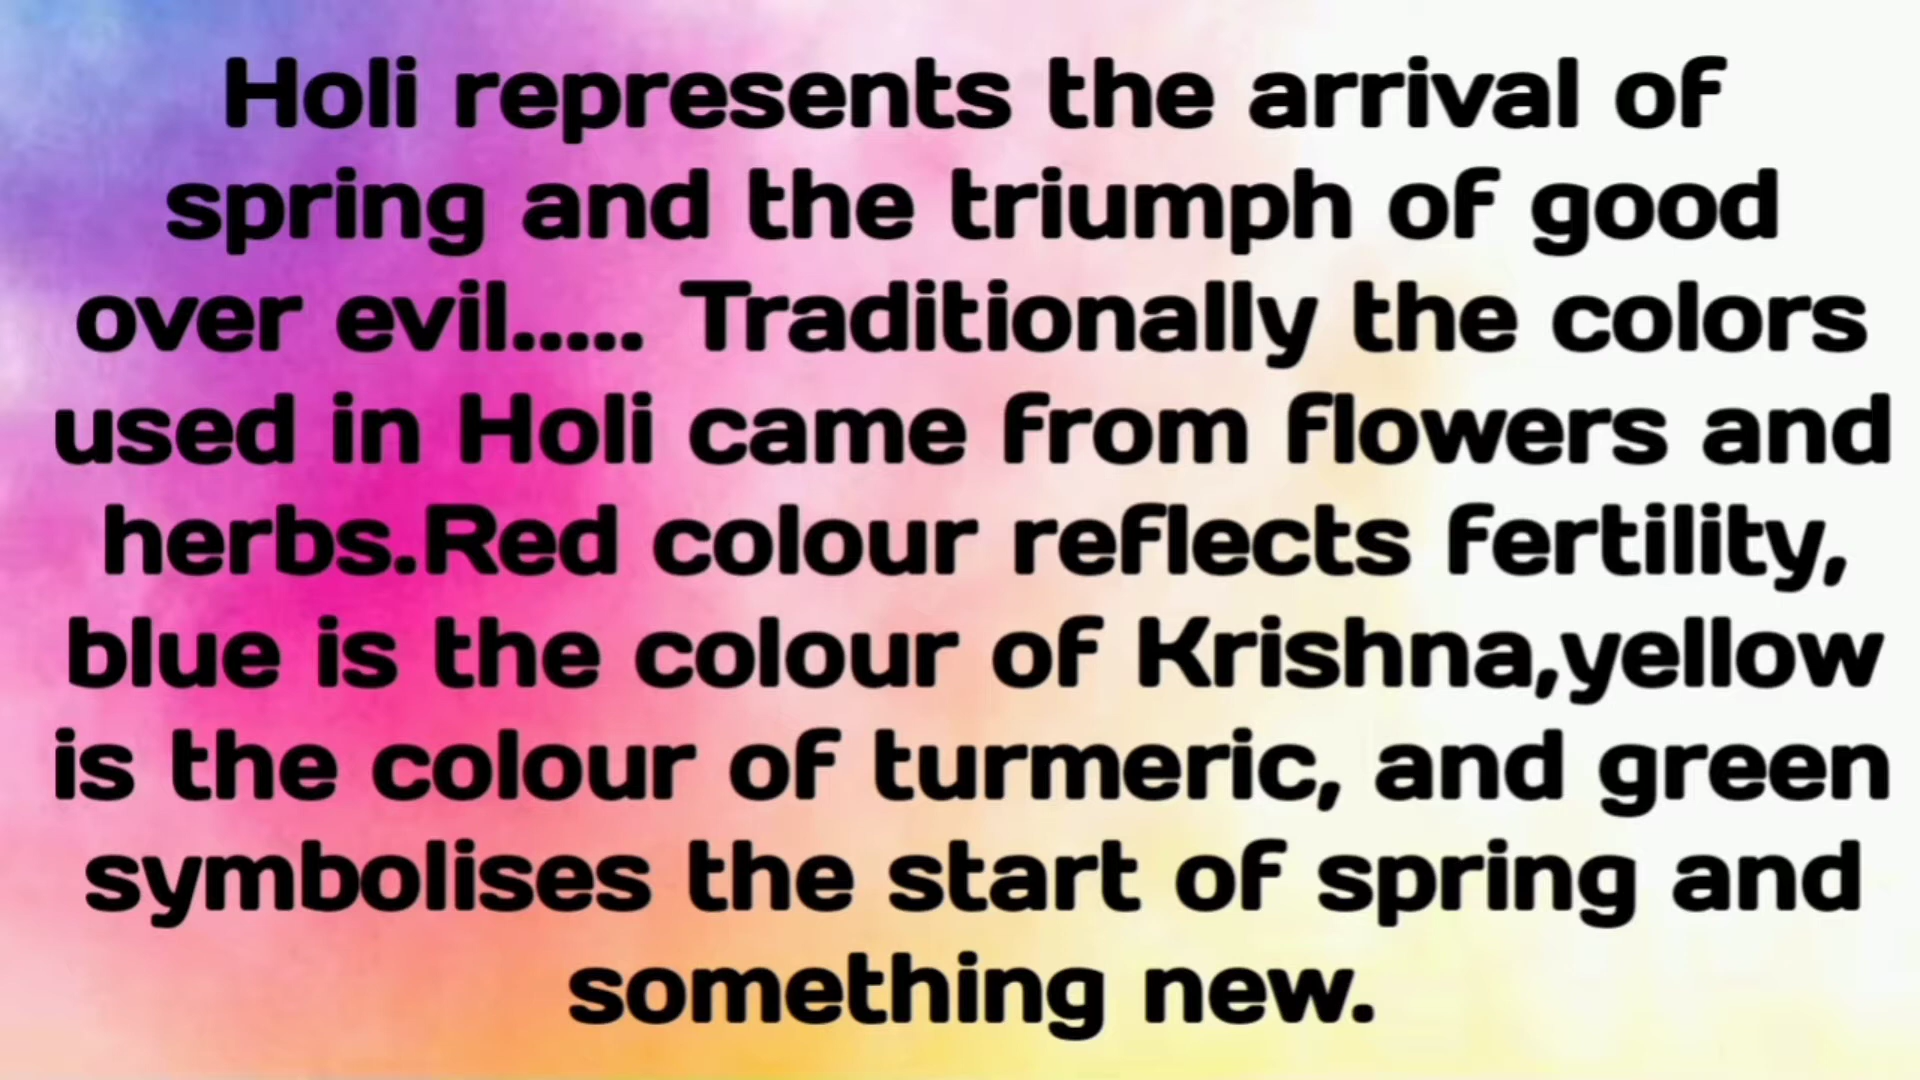 Holi represents the arrival of
spring and the triumph of good
over evil..... Traditionally the colors
used in Holi came from flowers and
herbs.Red colour reflects fertility,
blue is the colour of Krishna,yellow
is the colour of turmeric, and green
symbolises the start of spring and
something new.